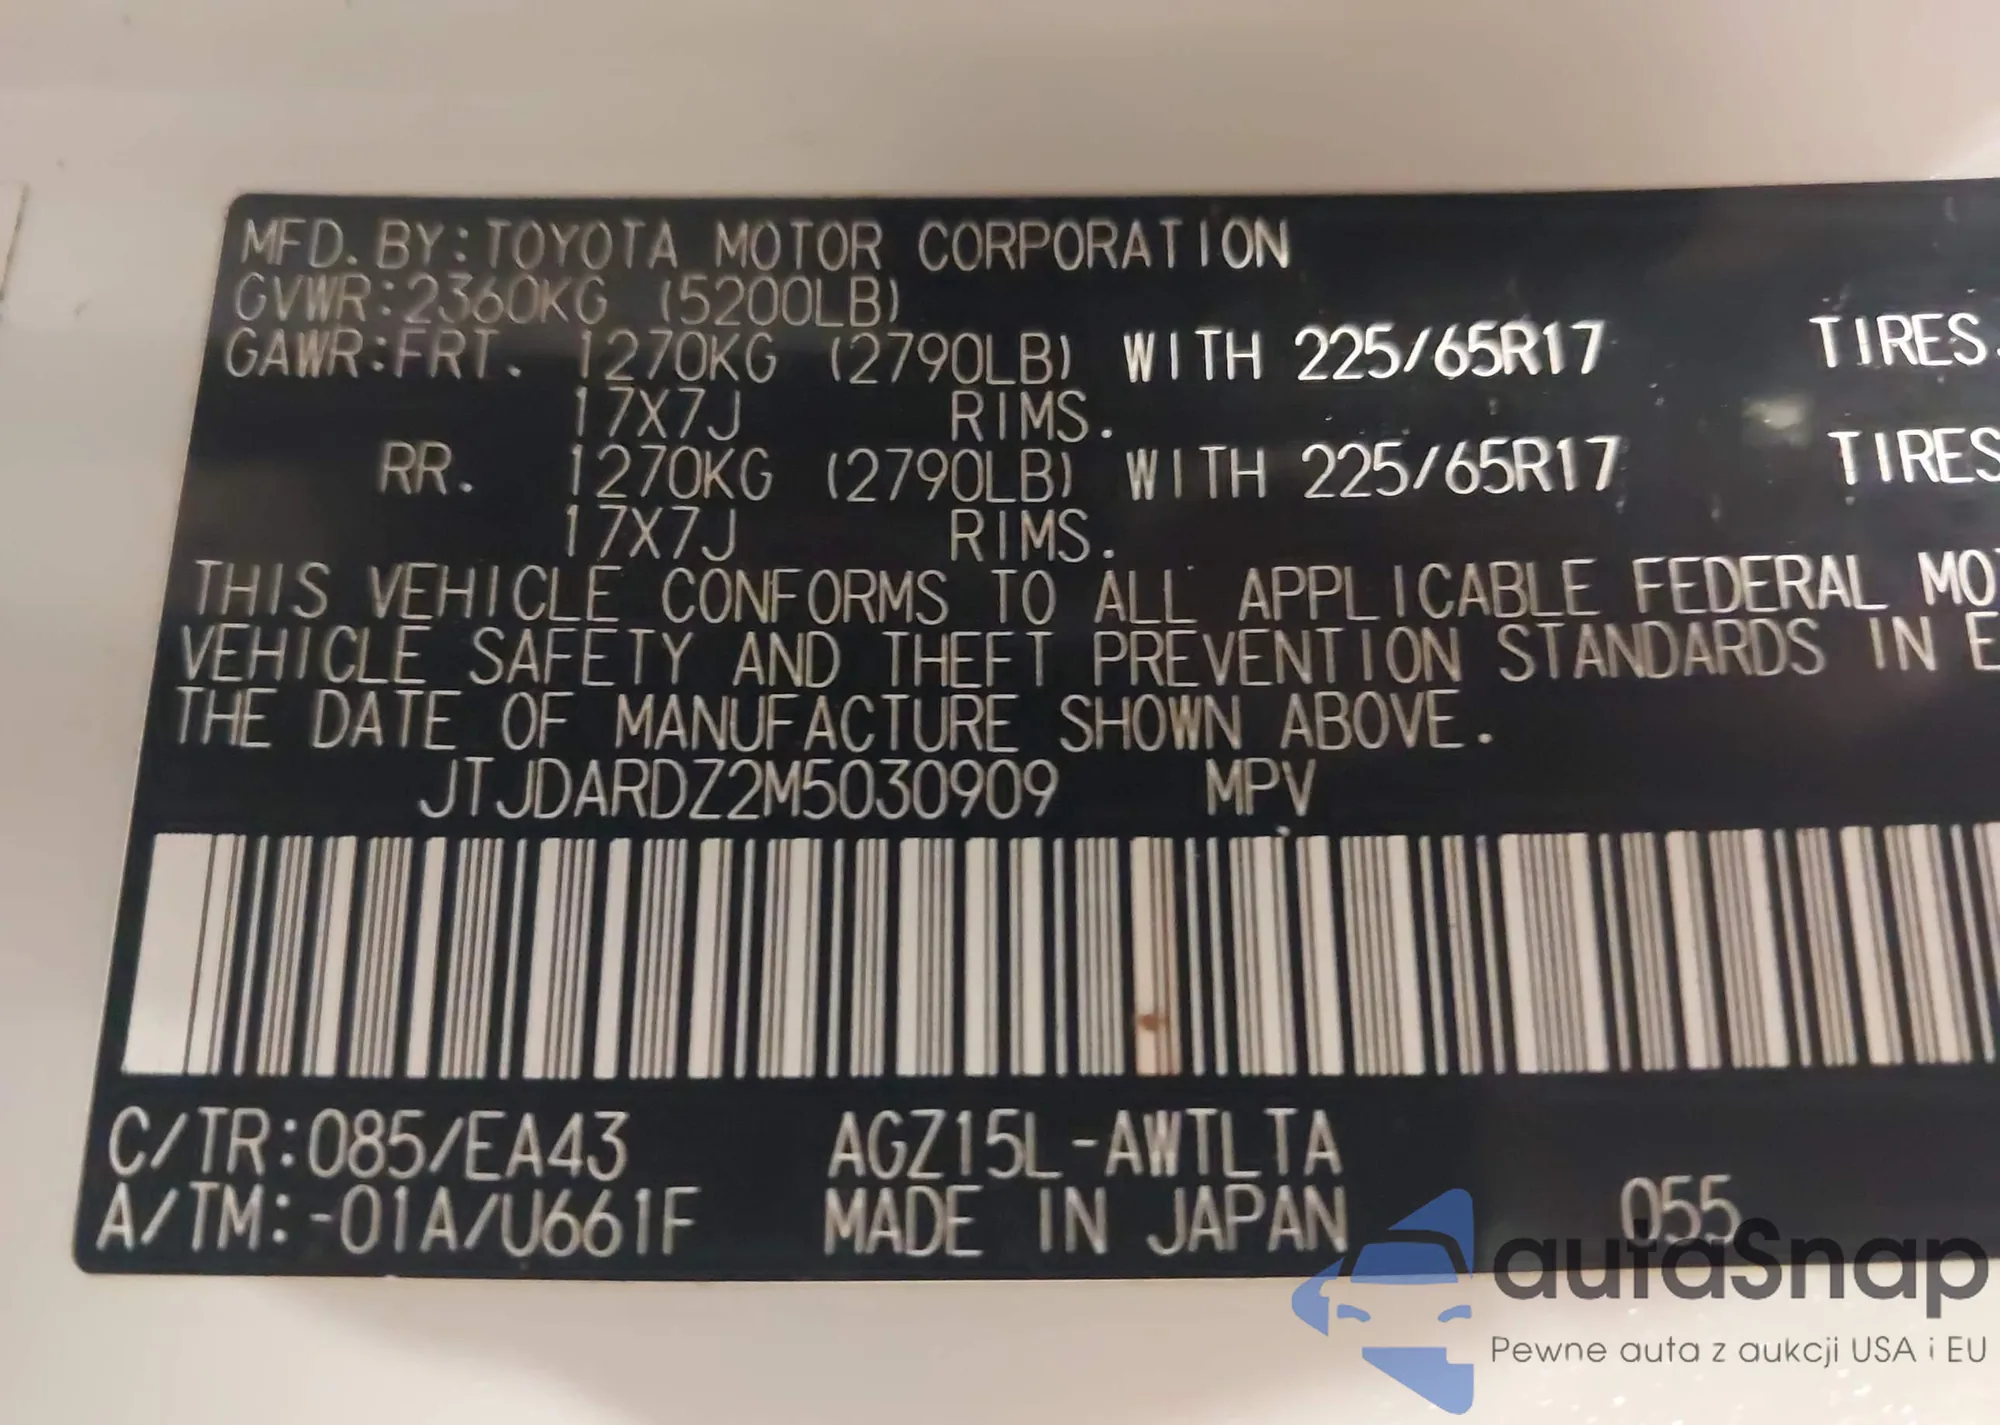 MFD. BY: TOYOTA MOTOR CORPORATION
GVWR: 2360KG (5200LB)
GAWR: FRT. 1270KG (2790LB) WITH 225/65R17 TIRES.
17X7J RIMS.
RR. 1270KG (2790LB) WITH 225/65R17 TIRES
17X7J RIMS.
THIS VEHICLE CONFORMS TO ALL APPLICABLE FEDERAL MO
VEHICLE SAFETY AND THEFT PREVENTION STANDARDS IN E
THE DATE OF MANUFACTURE SHOWN ABOVE.
JTJDARDZ2M5030909 MPV
C/TR: 085/EA43 AGZ15L-AWTLTA
A/TM: -01A/U661F MADE IN JAPAN 055
autaSnap
Pewne auta z aukcji USA i EU